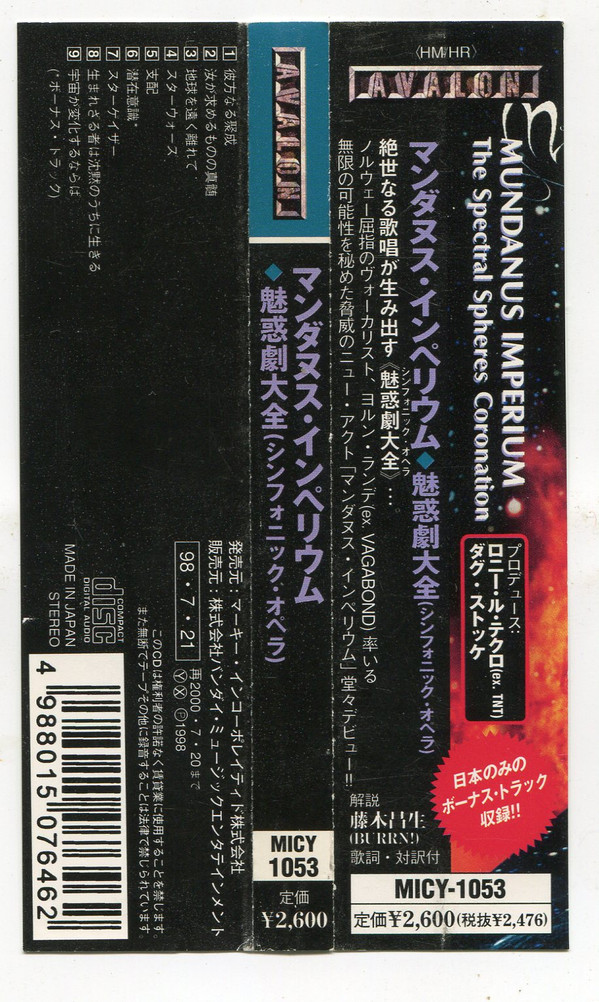 〈HM/HR〉
AVALON
MUNDANUS IMPERIUM
The Spectral Spheres Coronation
マンダヌス・インペリウム◆魅惑劇大全(シンフォニック・オペラ)
絶世なる歌唱が生み出す《魅惑劇大全》…。
シンフォニック・オペラ
ノルウェー屈指のヴォーカリスト、ヨルン・ランデ(ex. VAGABOND)率いる
無限の可能性を秘めた脅威のニュー・アクト「マンダヌス・インペリウム」堂々デビュー!!
プロデュース::
ロニー・ル・テクロ(ex. TNT)
ダグ・ストッケ
日本のみの
ボーナス・トラック
収録!!
解説
藤木昌生
(BURRN!)
歌詞・対訳付
MICY-1053
定価¥2,600(税抜¥2,476)
AVALON
マンダヌス・インペリウム
◆魅惑劇大全(シンフォニック・オペラ)
MICY
1053
定価
¥2,600
1 彼方なる聚成
2 汝が求めるものの真髄
3 地球を遠く離れて
4 スターウォーズ
5 支配
6 潜在意識*
7 スターゲイザー
8 生まれざる者は沈黙のうちに生きる
9 宇宙が変化するならば
(*ボーナス・トラック)
発売元:マーキー・インコーポレイティド株式会社
販売元:株式会社バンダイ・ミュージックエンタテインメント
98・7・21
再2000・7・20まで
Ⓨ Ⓧ Ⓟ1998
COMPACT
disc
DIGITAL AUDIO
MADE IN JAPAN
STEREO
このCDは権利者の許諾なく賃貸業に使用することを禁じます。
また無断でテープその他に録音することは法律で禁じられています。
4 988015 076462